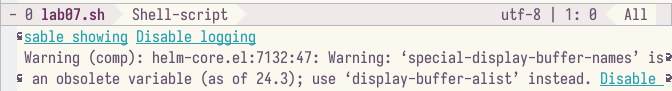 - 0 lab07.sh Shell-script utf-8 | 1: 0 All
sable showing Disable logging
Warning (comp): helm-core.el:7132:47: Warning: ‘special-display-buffer-names’ is
an obsolete variable (as of 24.3); use ‘display-buffer-alist’ instead. Disable